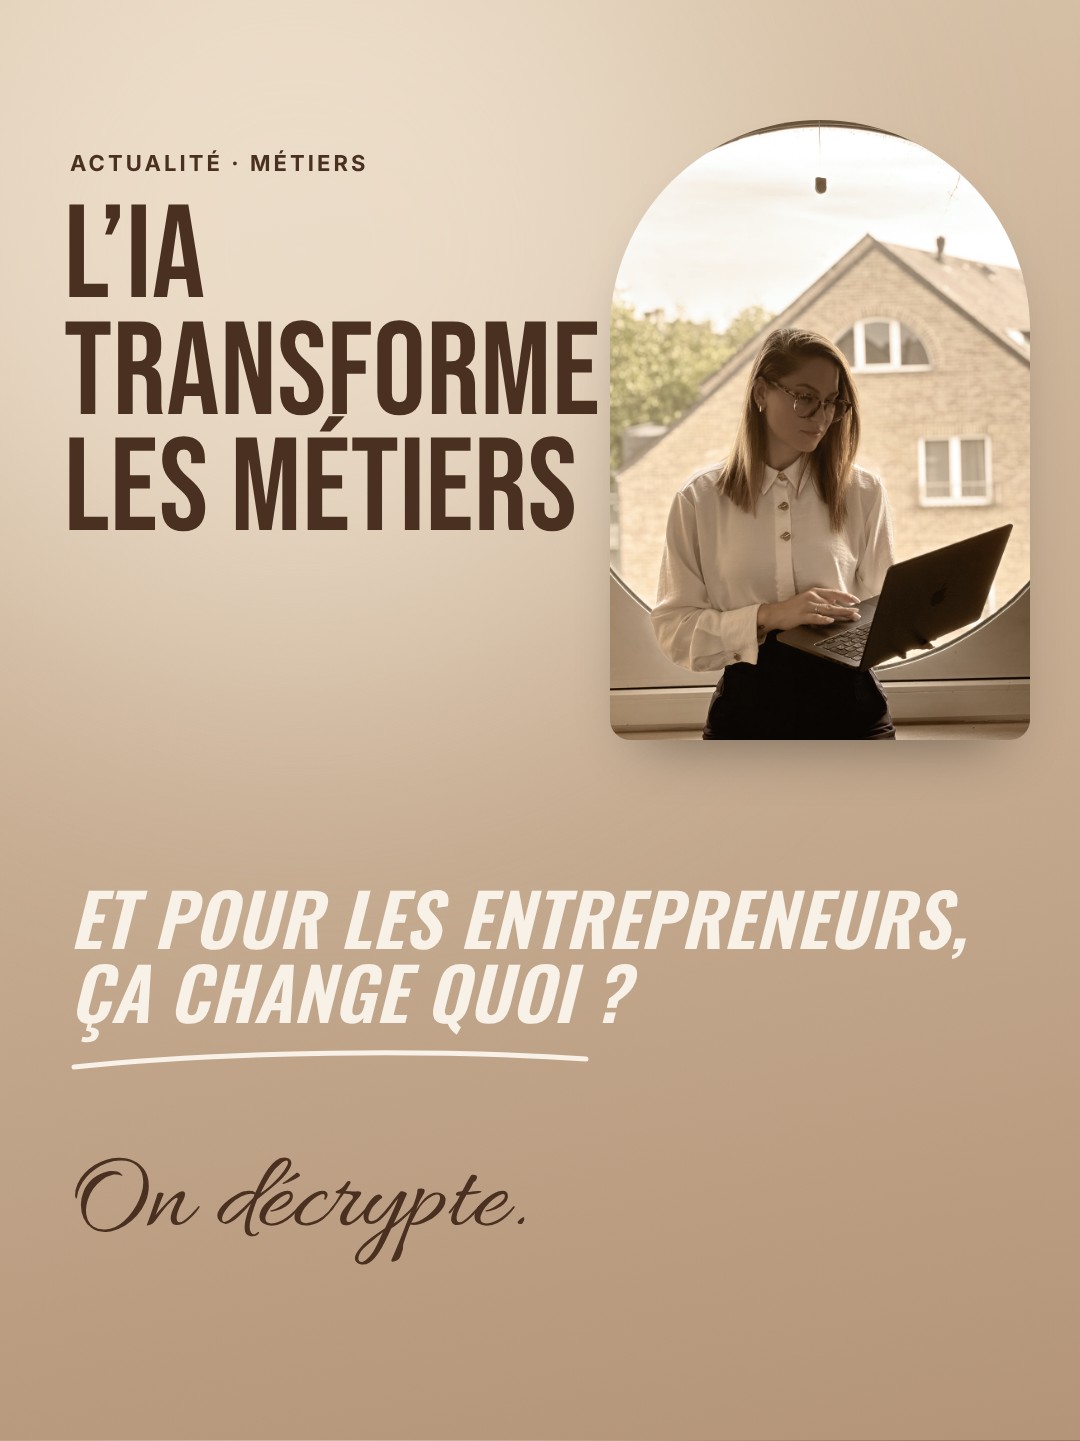 ACTUALITÉ · MÉTIERS
L’IA
TRANSFORME
LES MÉTIERS
ET POUR LES ENTREPRENEURS,
ÇA CHANGE QUOI ?
On décrypte.